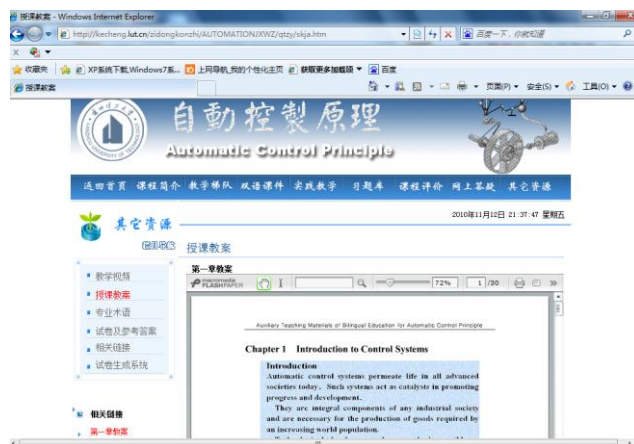 授课教案 - Windows Internet Explorer
http://kecheng.lut.cn/zidongkonzhi/AUTOMATIONJXWZ/qtzy/skja.htm
百度一下，你就知道
收藏夹 XP系统下载,Windows7系... 上网导航_我的个性化主页 获取更多加载项 百度
授课教案 页面(P) 安全(S) 工具(O)
自動控製原理
Automatic Control Principle
返回首页 课程简介 教学梯队 双语课件 实践教学 习题库 课程评价 网上答疑 其它资源
2010年11月12日 21:37:47 星期五
其它资源
授课教案
第一章教案
教学视频
授课教案
专业术语
试卷及参考答案
相关链接
试卷生成系统
相关链接
第一章教案
macromedia
FLASHPAPER 72% 1 /30
Auxiliary Teaching Materials of Bilingual Education for Automatic Control Principle
Chapter 1 Introduction to Control Systems
Introduction
Automatic control systems permeate life in all advanced
societies today. Such systems act as catalysts in promoting
progress and development.
They are integral components of any industrial society
and are necessary for the production of goods required by
an increasing world population.